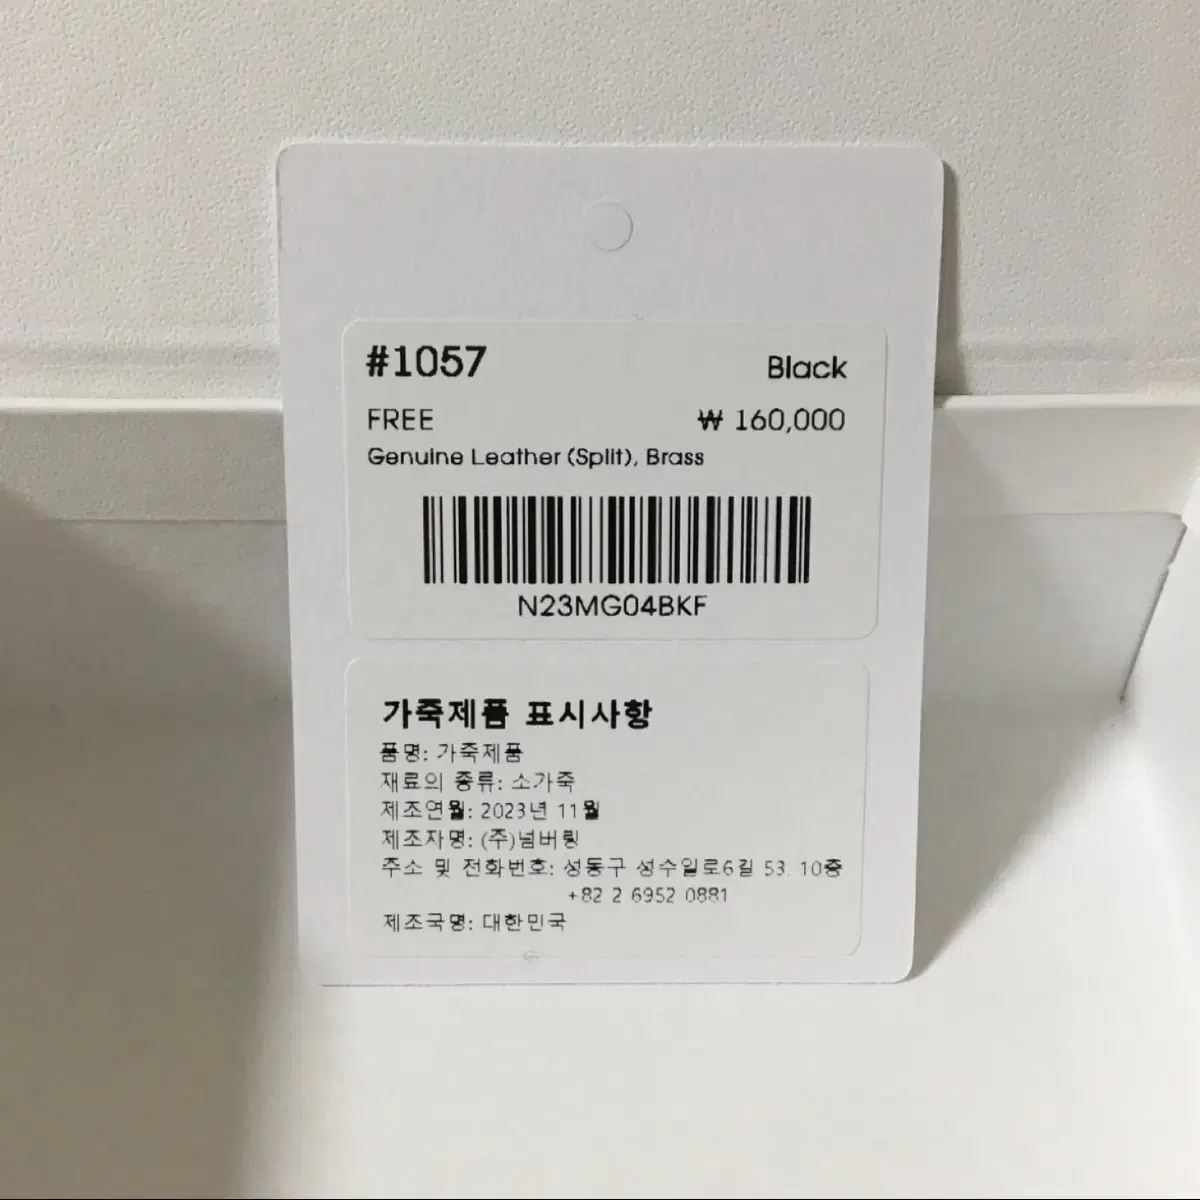 #1057 Black
FREE ₩ 160,000
Genuine Leather (Split), Brass
N23MG04BKF
가죽제품 표시사항
품명: 가죽제품
재료의 종류: 소가죽
제조연월: 2023년 11월
제조자명: (주)넘버링
주소 및 전화번호: 성동구 성수일로6길 53. 10층
+82 2 6952 0881
제조국명: 대한민국